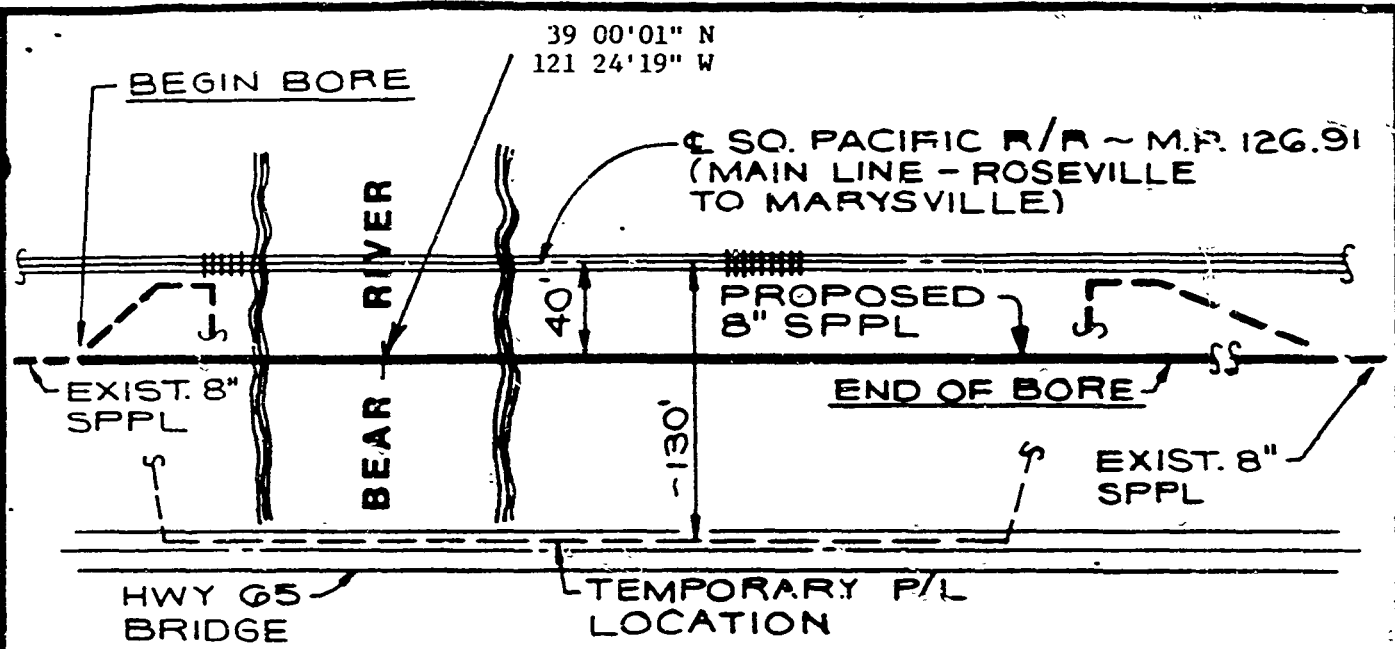 39 00'01" N
121 24'19" W
BEGIN BORE
℄ SO. PACIFIC R/R ~ M.P. 126.91
(MAIN LINE - ROSEVILLE
TO MARYSVILLE)
BEAR RIVER
40'
PROPOSED
8" SPPL
EXIST. 8"
SPPL
END OF BORE
~130'
EXIST. 8"
SPPL
HWY 65
BRIDGE
TEMPORARY P/L
LOCATION